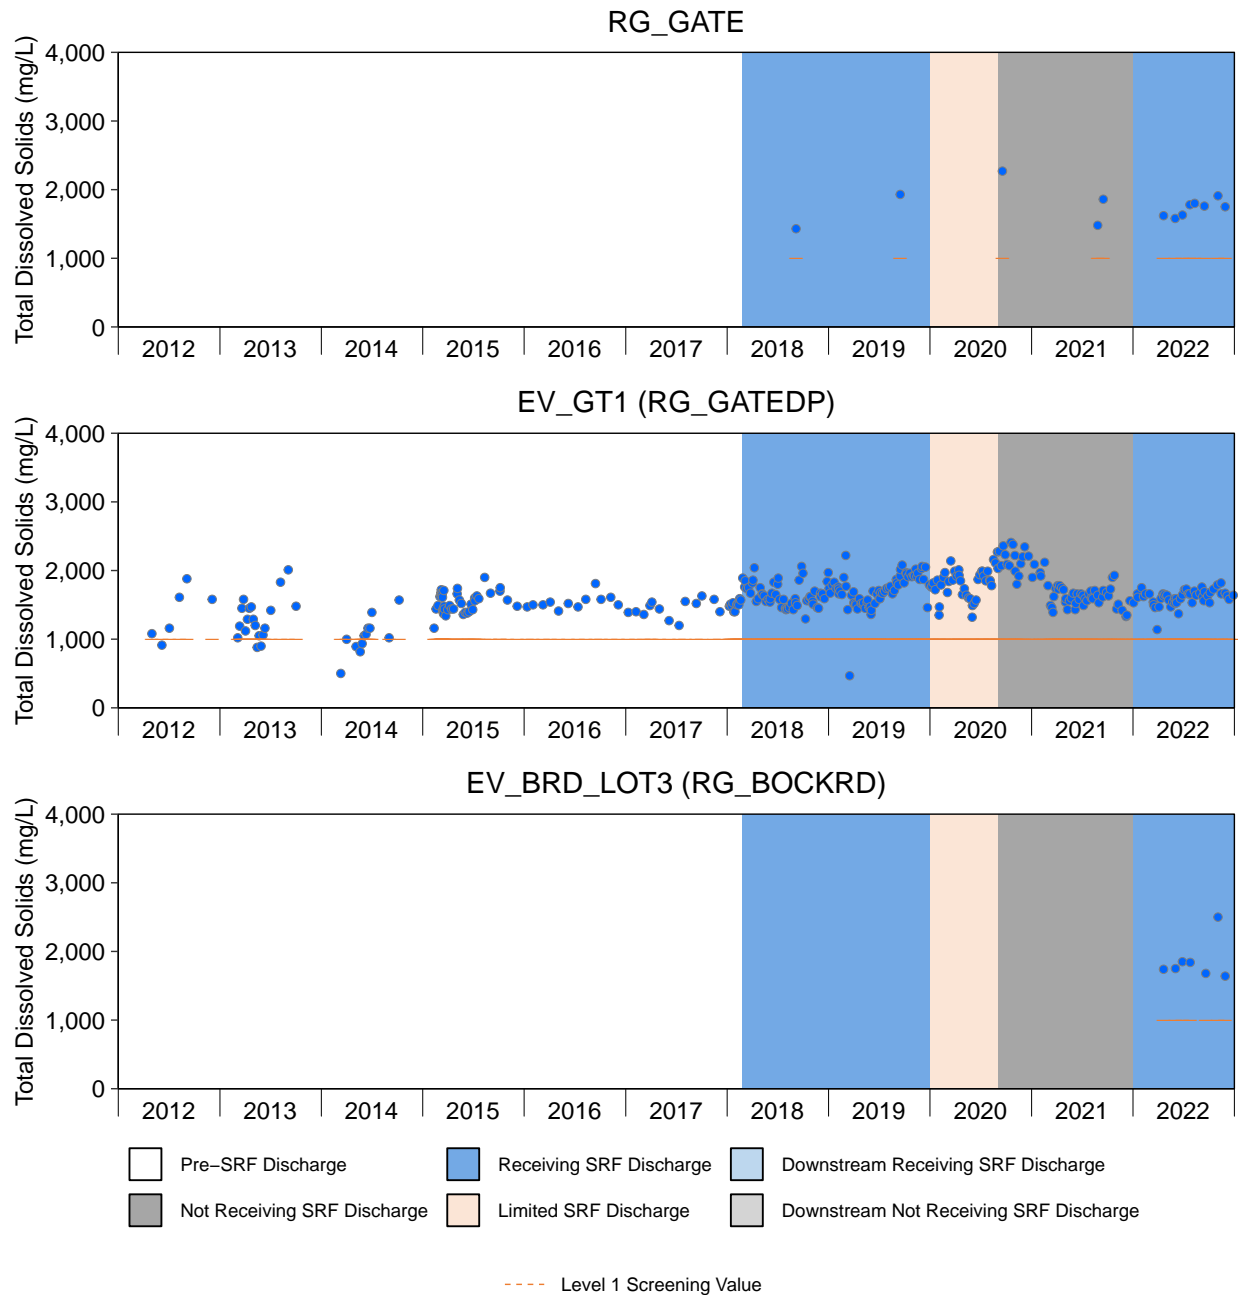 RG_GATE
Total Dissolved Solids (mg/L)
4,000
3,000
2,000
1,000
0
2012 2013 2014 2015 2016 2017 2018 2019 2020 2021 2022
EV_GT1 (RG_GATEDP)
Total Dissolved Solids (mg/L)
4,000
3,000
2,000
1,000
0
2012 2013 2014 2015 2016 2017 2018 2019 2020 2021 2022
EV_BRD_LOT3 (RG_BOCKRD)
Total Dissolved Solids (mg/L)
4,000
3,000
2,000
1,000
0
2012 2013 2014 2015 2016 2017 2018 2019 2020 2021 2022
Pre−SRF Discharge Receiving SRF Discharge Downstream Receiving SRF Discharge
Not Receiving SRF Discharge Limited SRF Discharge Downstream Not Receiving SRF Discharge
Level 1 Screening Value